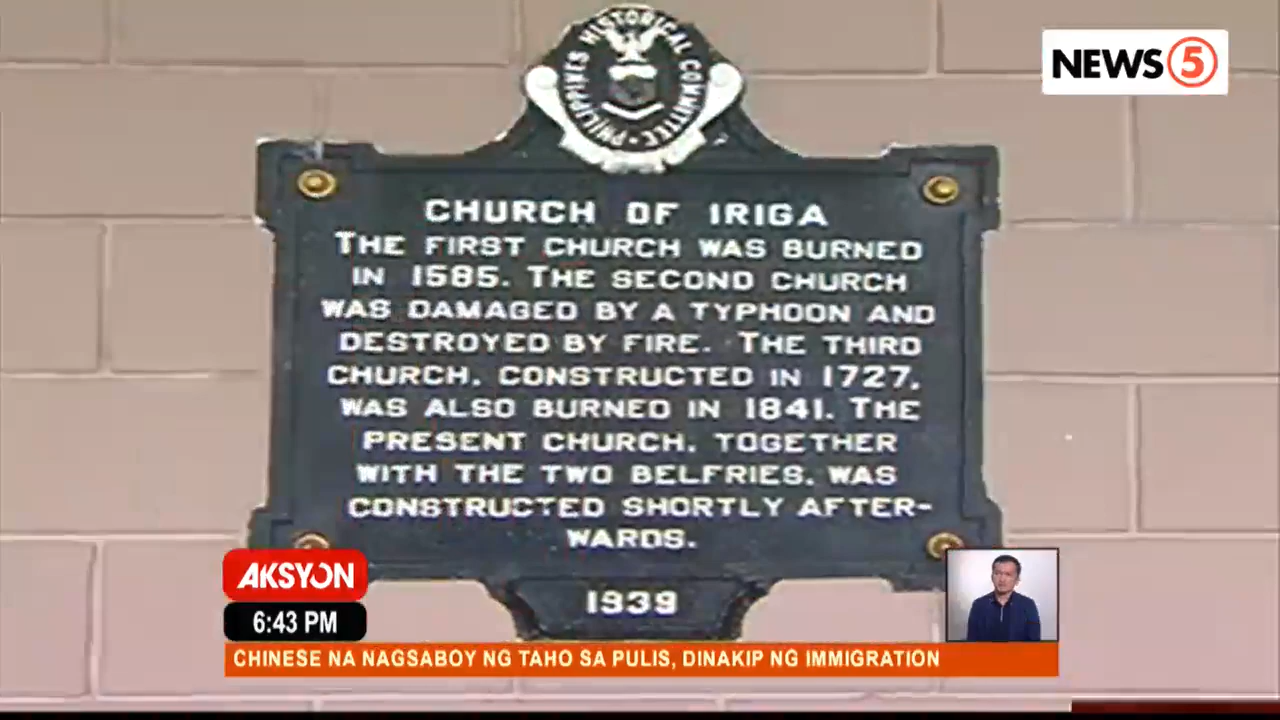 PHILIPPINES HISTORICAL COMMITTEE
NEWS 5
CHURCH OF IRIGA
THE FIRST CHURCH WAS BURNED
IN 1585. THE SECOND CHURCH
WAS DAMAGED BY A TYPHOON AND
DESTROYED BY FIRE. THE THIRD
CHURCH, CONSTRUCTED IN 1727,
WAS ALSO BURNED IN 1841. THE
PRESENT CHURCH, TOGETHER
WITH THE TWO BELFRIES, WAS
CONSTRUCTED SHORTLY AFTER-
WARDS.
1939
AKSYON
6:43 PM
CHINESE NA NAGSABOY NG TAHO SA PULIS, DINAKIP NG IMMIGRATION